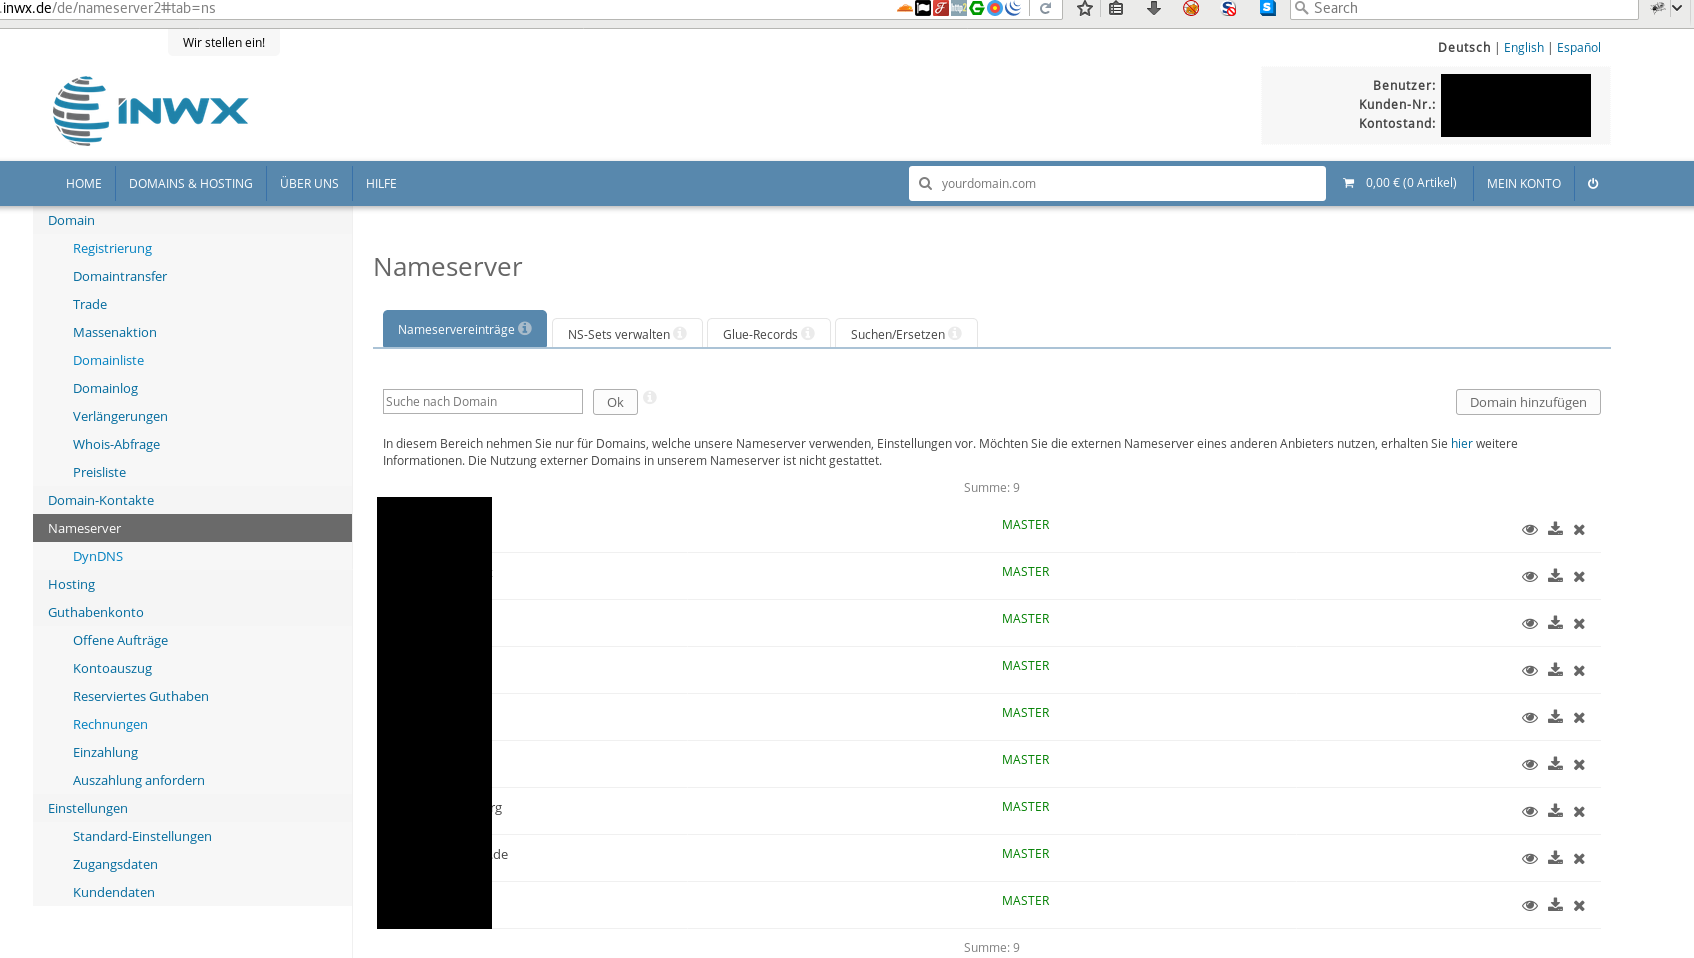 .inwx.de/de/nameserver2#tab=ns
Search
Wir stellen ein!
Deutsch | English | Español
INWX
Benutzer:
Kunden-Nr.:
Kontostand:
HOME DOMAINS & HOSTING ÜBER UNS HILFE yourdomain.com 0,00 € (0 Artikel) MEIN KONTO
Domain
Registrierung
Domaintransfer
Trade
Massenaktion
Domainliste
Domainlog
Verlängerungen
Whois-Abfrage
Preisliste
Domain-Kontakte
Nameserver
DynDNS
Hosting
Guthabenkonto
Offene Aufträge
Kontoauszug
Reserviertes Guthaben
Rechnungen
Einzahlung
Auszahlung anfordern
Einstellungen
Standard-Einstellungen
Zugangsdaten
Kundendaten
Nameserver
Nameservereinträge NS-Sets verwalten Glue-Records Suchen/Ersetzen
Suche nach Domain Ok Domain hinzufügen
In diesem Bereich nehmen Sie nur für Domains, welche unsere Nameserver verwenden, Einstellungen vor. Möchten Sie die externen Nameserver eines anderen Anbieters nutzen, erhalten Sie hier weitere
Informationen. Die Nutzung externer Domains in unserem Nameserver ist nicht gestattet.
Summe: 9
MASTER
MASTER
MASTER
MASTER
MASTER
MASTER
rg MASTER
.de MASTER
MASTER
Summe: 9